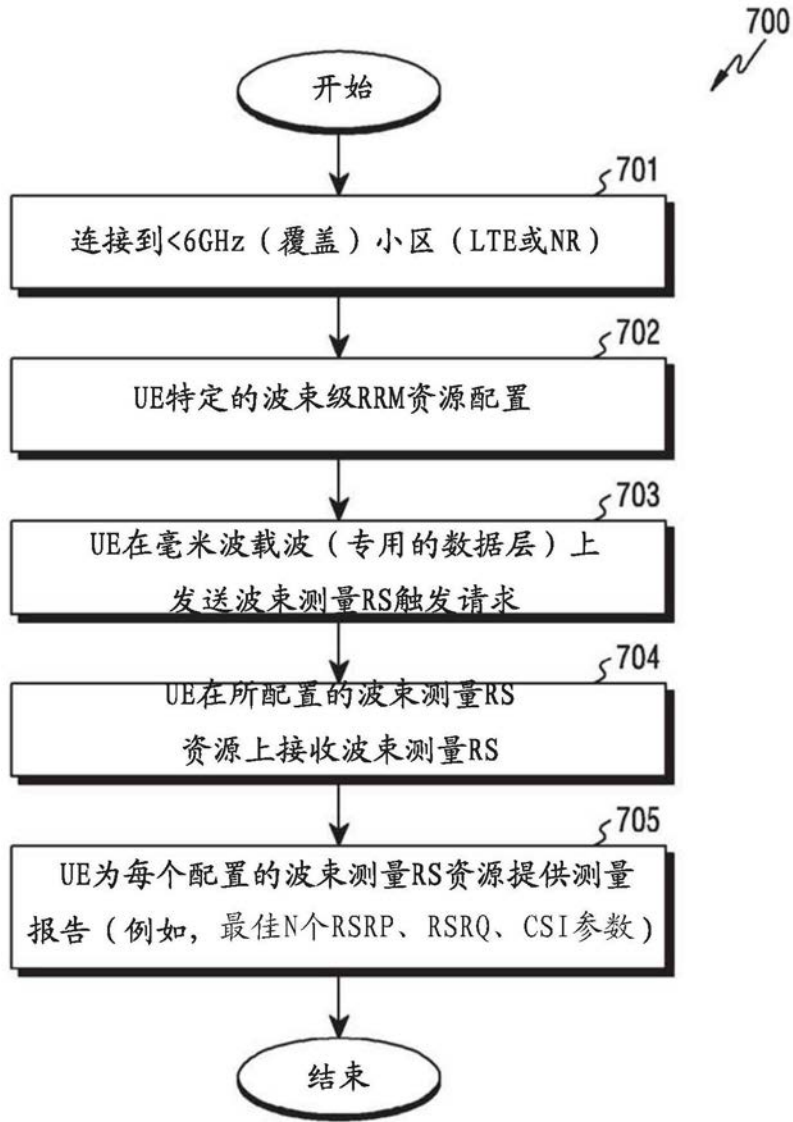 700
开始
701
连接到<6GHz（覆盖）小区（LTE或NR）
702
UE特定的波束级RRM资源配置
703
UE在毫米波载波（专用的数据层）上
发送波束测量RS触发请求
704
UE在所配置的波束测量RS
资源上接收波束测量RS
705
UE为每个配置的波束测量RS资源提供测量
报告（例如，最佳N个RSRP、RSRQ、CSI参数）
结束